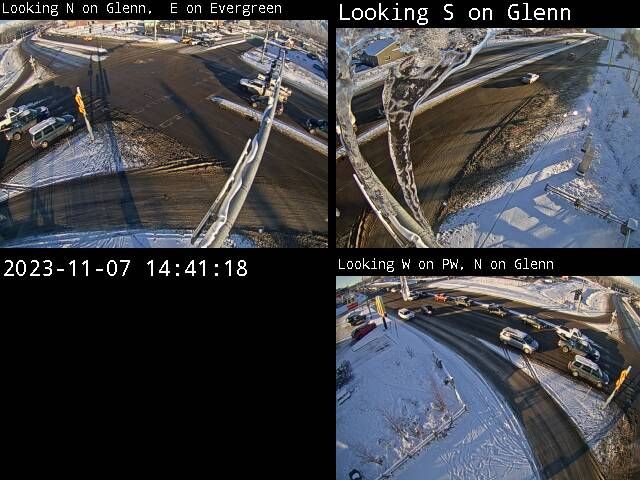 Looking N on Glenn, E on Evergreen
Looking S on Glenn
2023-11-07 14:41:18
Looking W on PW, N on Glenn